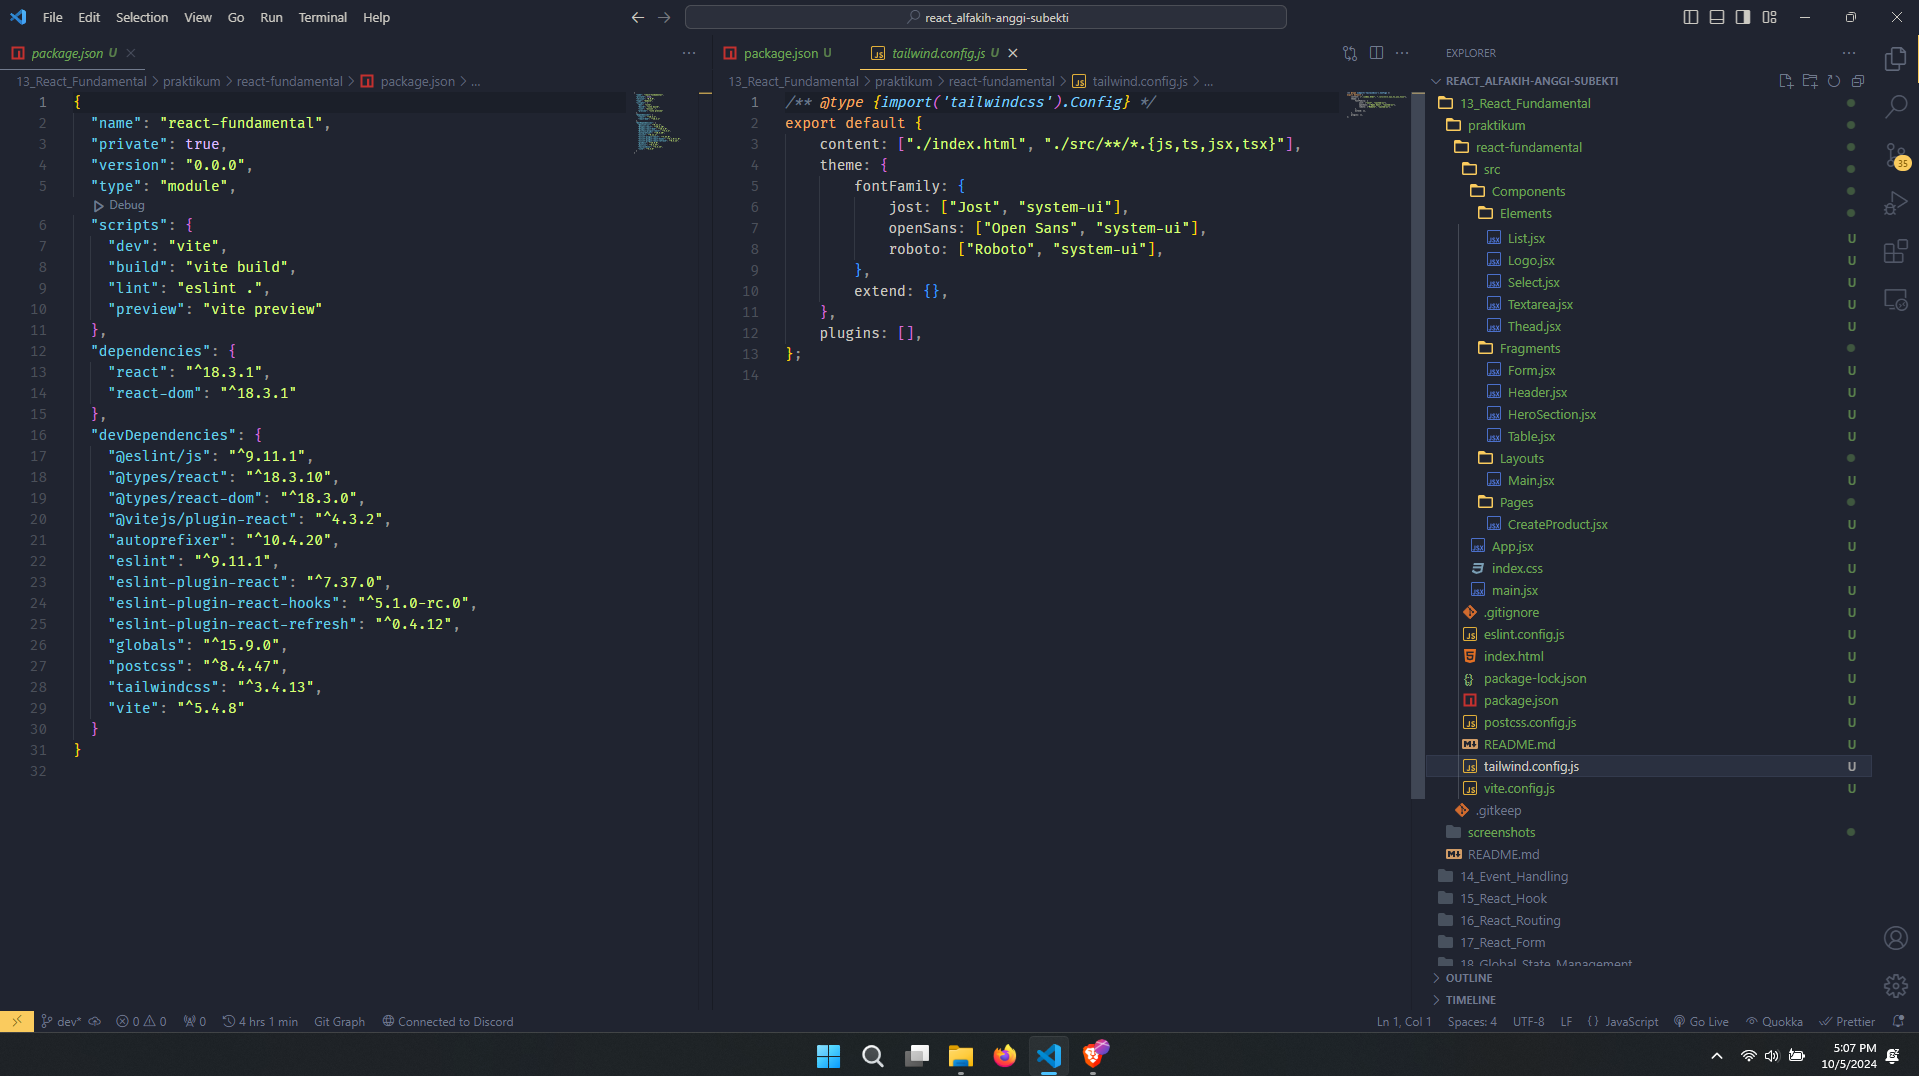 File Edit Selection View Go Run Terminal Help
react_alfakih-anggi-subekti
package.json U
13_React_Fundamental > praktikum > react-fundamental > package.json > ...
1 {
2 "name": "react-fundamental",
3 "private": true,
4 "version": "0.0.0",
5 "type": "module",
Debug
6 "scripts": {
7 "dev": "vite",
8 "build": "vite build",
9 "lint": "eslint .",
10 "preview": "vite preview"
11 },
12 "dependencies": {
13 "react": "^18.3.1",
14 "react-dom": "^18.3.1"
15 },
16 "devDependencies": {
17 "@eslint/js": "^9.11.1",
18 "@types/react": "^18.3.10",
19 "@types/react-dom": "^18.3.0",
20 "@vitejs/plugin-react": "^4.3.2",
21 "autoprefixer": "^10.4.20",
22 "eslint": "^9.11.1",
23 "eslint-plugin-react": "^7.37.0",
24 "eslint-plugin-react-hooks": "^5.1.0-rc.0",
25 "eslint-plugin-react-refresh": "^0.4.12",
26 "globals": "^15.9.0",
27 "postcss": "^8.4.47",
28 "tailwindcss": "^3.4.13",
29 "vite": "^5.4.8"
30 }
31 }
32
package.json U tailwind.config.js U
13_React_Fundamental > praktikum > react-fundamental > tailwind.config.js > ...
1 /** @type {import('tailwindcss').Config} */
2 export default {
3 content: ["./index.html", "./src/**/*.{js,ts,jsx,tsx}"],
4 theme: {
5 fontFamily: {
6 jost: ["Jost", "system-ui"],
7 openSans: ["Open Sans", "system-ui"],
8 roboto: ["Roboto", "system-ui"],
9 },
10 extend: {},
11 },
12 plugins: [],
13 };
14
EXPLORER
REACT_ALFAKIH-ANGGI-SUBEKTI
13_React_Fundamental
praktikum
react-fundamental
src
Components
Elements
List.jsx U
Logo.jsx U
Select.jsx U
Textarea.jsx U
Thead.jsx U
Fragments
Form.jsx U
Header.jsx U
HeroSection.jsx U
Table.jsx U
Layouts
Main.jsx U
Pages
CreateProduct.jsx U
App.jsx U
index.css U
main.jsx U
.gitignore U
eslint.config.js U
index.html U
package-lock.json U
package.json U
postcss.config.js U
README.md U
tailwind.config.js U
vite.config.js U
.gitkeep
screenshots
README.md
14_Event_Handling
15_React_Hook
16_React_Routing
17_React_Form
18_Global_State_Management
OUTLINE
TIMELINE
35
dev* 0 0 0 4 hrs 1 min Git Graph Connected to Discord
Ln 1, Col 1 Spaces: 4 UTF-8 LF {} JavaScript Go Live Quokka Prettier
5:07 PM
10/5/2024